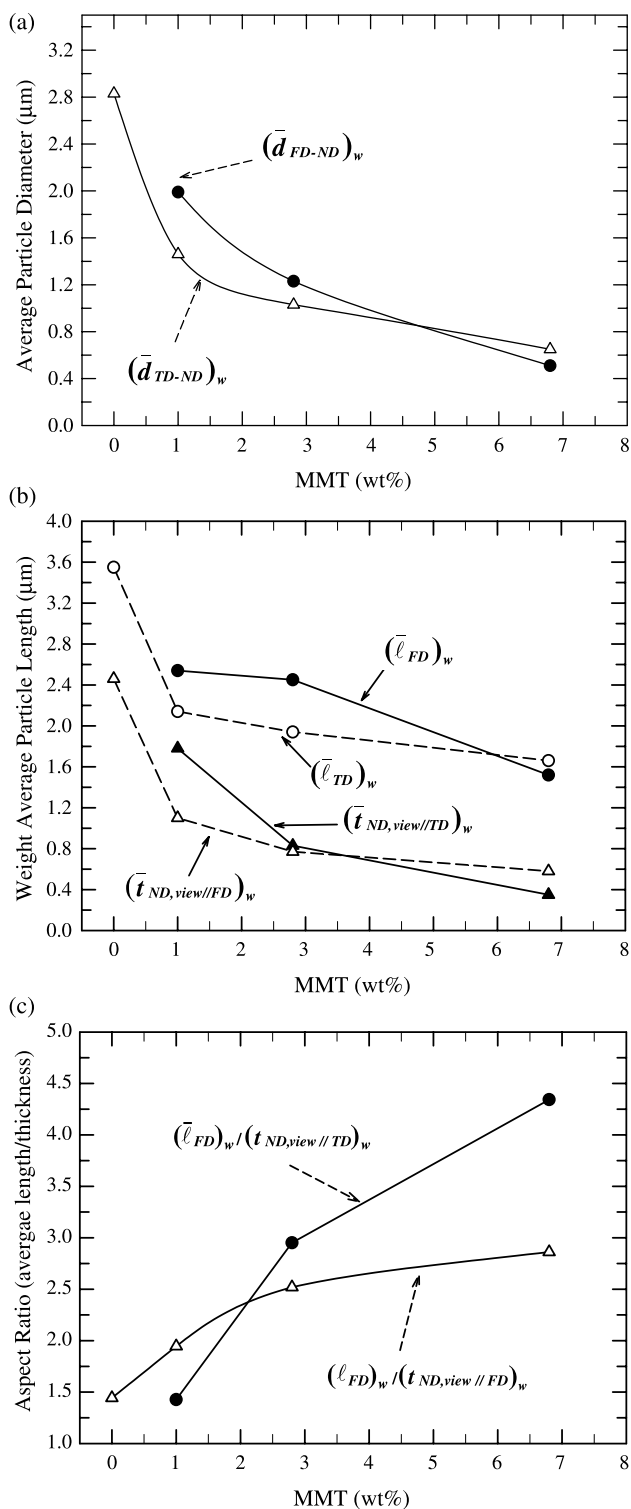 (a)
3.2
2.8
2.4
2.0
1.6
1.2
0.8
0.4
0.0
Average Particle Diameter (μm)
(d̄ FD-ND)w
(d̄ TD-ND)w
0 1 2 3 4 5 6 7 8
MMT (wt%)
(b)
4.0
3.6
3.2
2.8
2.4
2.0
1.6
1.2
0.8
0.4
0.0
Weight Average Particle Length (μm)
(ℓ̄ FD)w
(ℓ̄ TD)w
(t̄ ND,view//TD)w
(t̄ ND,view//FD)w
0 1 2 3 4 5 6 7 8
MMT (wt%)
(c)
5.0
4.5
4.0
3.5
3.0
2.5
2.0
1.5
1.0
Aspect Ratio (avergae length/thickness)
(ℓ̄ FD)w/(t ND,view // TD)w
(ℓ FD)w/(t ND,view // FD)w
0 1 2 3 4 5 6 7 8
MMT (wt%)